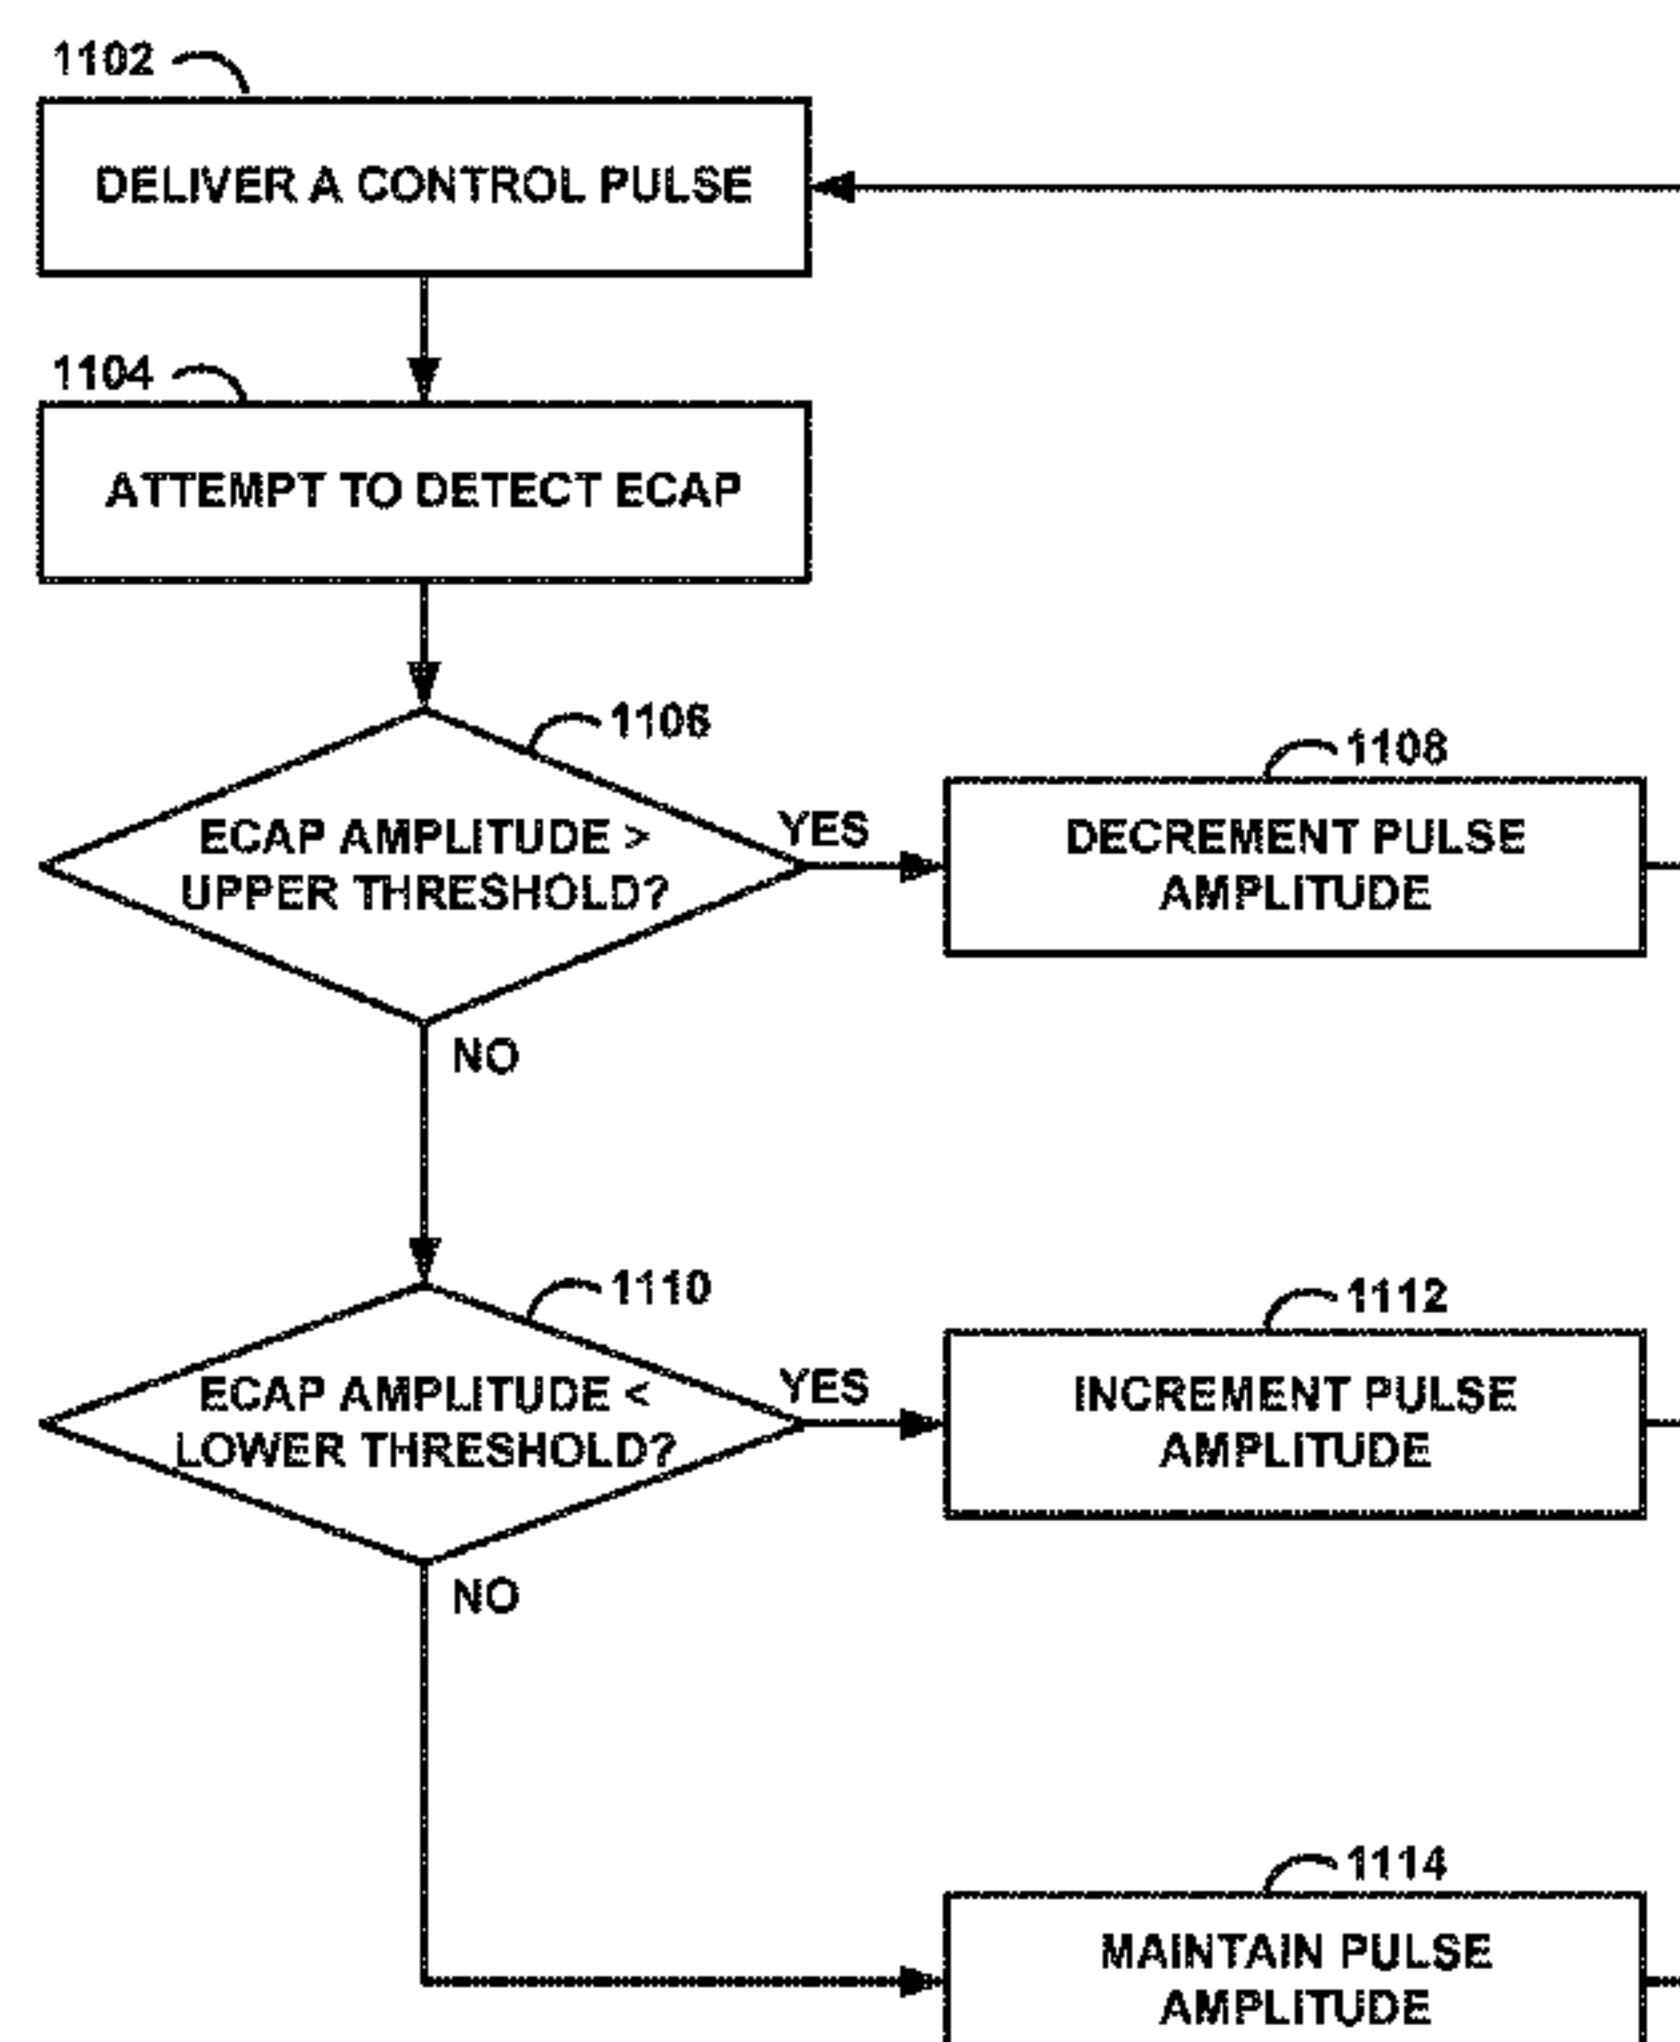 1102
DELIVER A CONTROL PULSE
1104
ATTEMPT TO DETECT ECAP
1106
ECAP AMPLITUDE >
UPPER THRESHOLD?
YES
NO
1108
DECREMENT PULSE
AMPLITUDE
1110
ECAP AMPLITUDE <
LOWER THRESHOLD?
YES
NO
1112
INCREMENT PULSE
AMPLITUDE
1114
MAINTAIN PULSE
AMPLITUDE